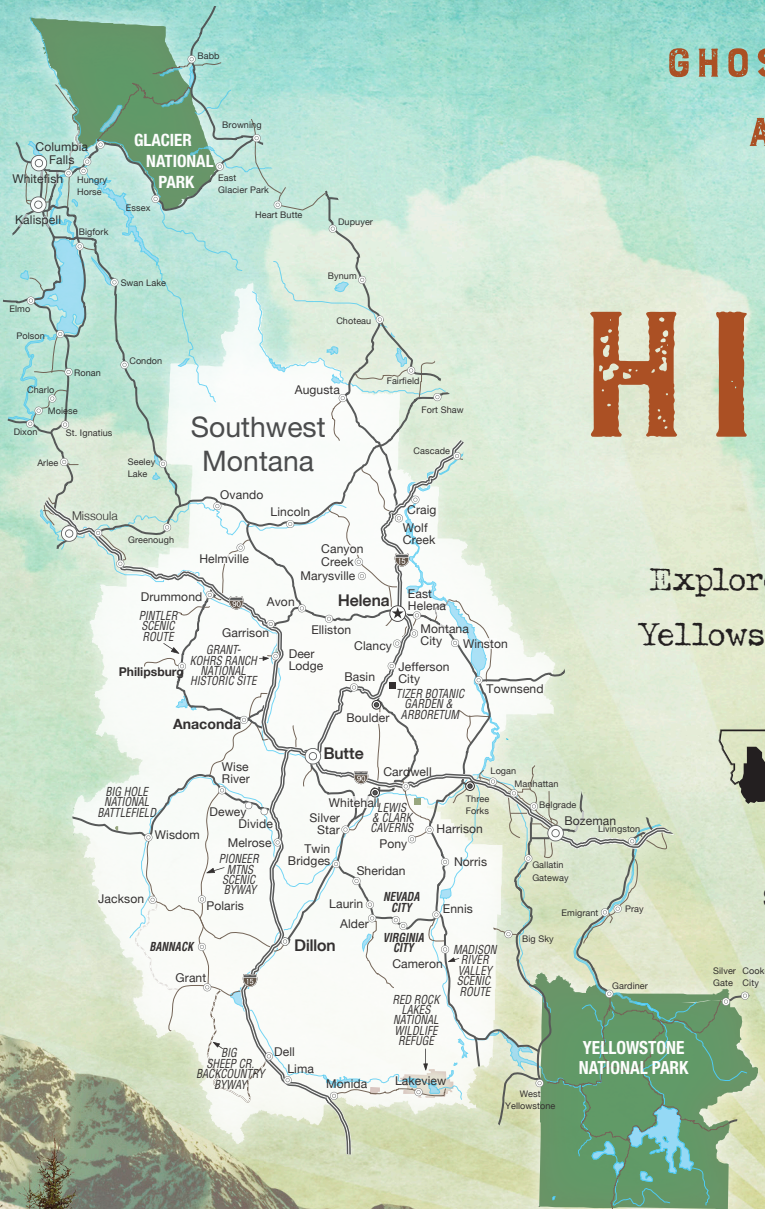 GHOS
A
HI
Explore
Yellows
S
Babb
Browning
GLACIER
NATIONAL
PARK
Columbia
Falls
Whitefish
Hungry
Horse
East
Glacier Park
Kalispell
Essex
Heart Butte
Bigfork
Dupuyer
Swan Lake
Bynum
Elmo
Choteau
Polson
Condon
Ronan
Fairfield
Charlo
Augusta
Moiese
Fort Shaw
Dixon
St. Ignatius
Southwest
Montana
Arlee
Seeley
Lake
Cascade
Ovando
Missoula
Lincoln
Craig
Greenough
Wolf
Creek
Helmville
Canyon
Creek
15
Marysville
Drummond
90
Avon
Helena
East
Helena
PINTLER
SCENIC
ROUTE
Garrison
Elliston
Montana
City
GRANT-
KOHRS RANCH
NATIONAL
HISTORIC SITE
Deer
Lodge
Clancy
Winston
Philipsburg
Basin
Jefferson
City
Townsend
TIZER BOTANIC
GARDEN &
ARBORETUM
Boulder
Anaconda
Butte
Wise
River
90
Cardwell
Logan
Manhattan
BIG HOLE
NATIONAL
BATTLEFIELD
Whitehall
Three
Forks
Belgrade
Dewey
Divide
Silver
Star
LEWIS
& CLARK
CAVERNS
Bozeman
Livingston
Wisdom
Melrose
Harrison
Pony
PIONEER
MTNS
SCENIC
BYWAY
Twin
Bridges
Norris
Gallatin
Gateway
Sheridan
Jackson
Polaris
Laurin
NEVADA
CITY
Ennis
Emigrant
Pray
Alder
VIRGINIA
CITY
BANNACK
Dillon
Big Sky
Cameron
MADISON
RIVER
VALLEY
SCENIC
ROUTE
Grant
15
Gardiner
Silver
Gate
Cook
City
RED ROCK
LAKES
NATIONAL
WILDLIFE
REFUGE
BIG
SHEEP CR.
BACKCOUNTRY
BYWAY
Dell
Lima
YELLOWSTONE
NATIONAL PARK
Monida
Lakeview
West
Yellowstone